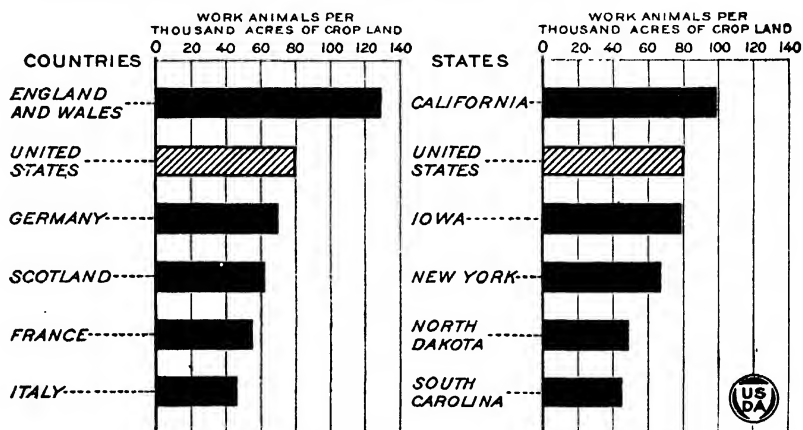 WORK ANIMALS PER
THOUSAND ACRES OF CROP LAND
0 20 40 60 80 100 120 140
COUNTRIES
ENGLAND
AND WALES
UNITED
STATES
GERMANY
SCOTLAND
FRANCE
ITALY
WORK ANIMALS PER
THOUSAND ACRES OF CROP LAND
0 20 40 60 80 100 120 140
STATES
CALIFORNIA
UNITED
STATES
IOWA
NEW YORK
NORTH
DAKOTA
SOUTH
CAROLINA
US
DA